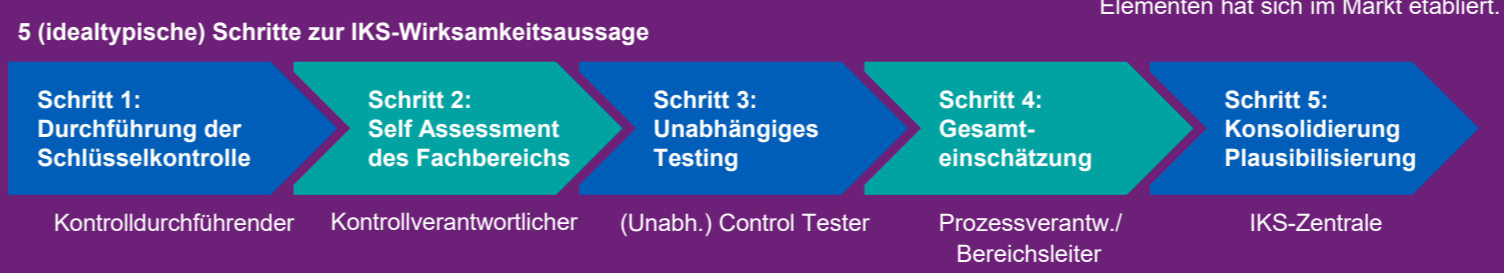 Elementen hat sich im Markt etabliert.
5 (idealtypische) Schritte zur IKS-Wirksamkeitsaussage
Schritt 1:
Durchführung der
Schlüsselkontrolle
Schritt 2:
Self Assessment
des Fachbereichs
Schritt 3:
Unabhängiges
Testing
Schritt 4:
Gesamt-
einschätzung
Schritt 5:
Konsolidierung
Plausibilisierung
Kontrolldurchführender
Kontrollverantwortlicher
(Unabh.) Control Tester
Prozessverantw./
Bereichsleiter
IKS-Zentrale